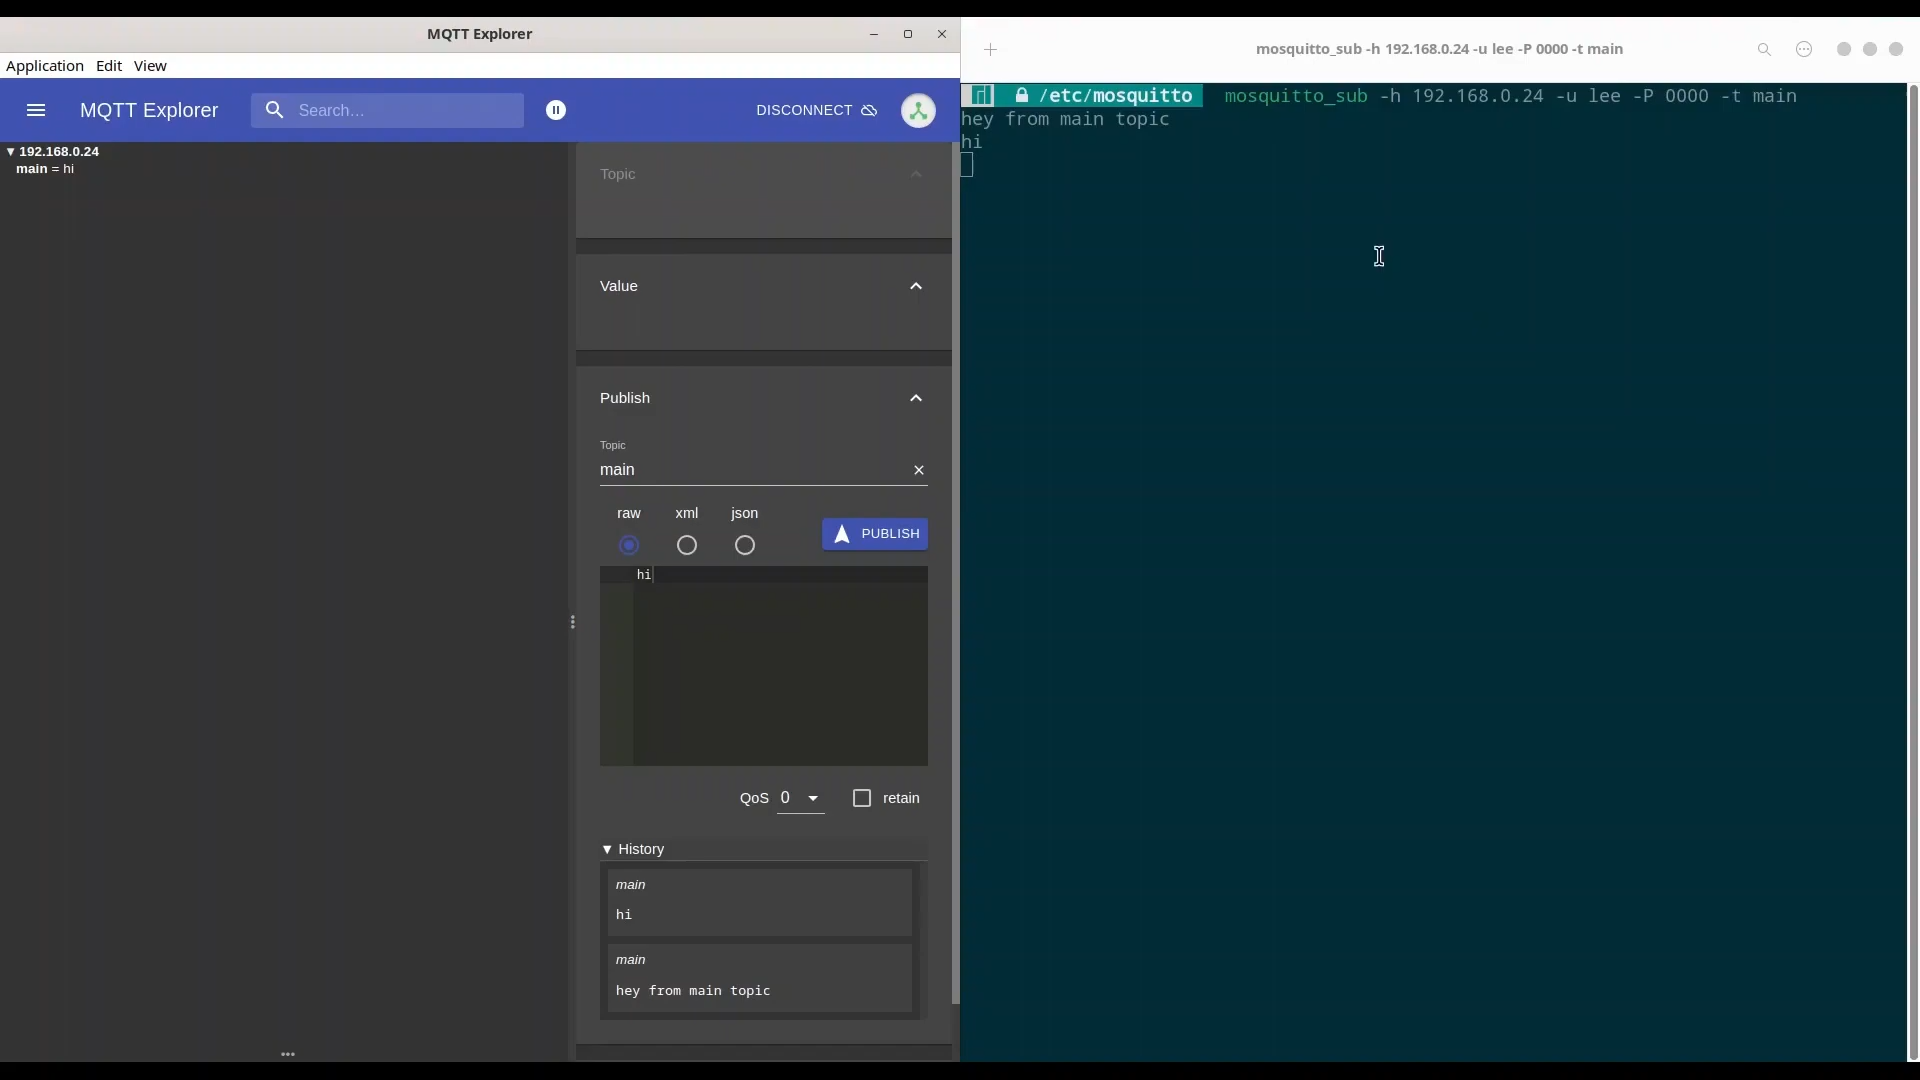 MQTT Explorer
Application Edit View
MQTT Explorer
Search...
DISCONNECT
▼ 192.168.0.24
main = hi
Topic
Value
Publish
Topic
main
raw xml json
PUBLISH
hi
QoS 0 retain
▼ History
main
hi
main
hey from main topic
mosquitto_sub -h 192.168.0.24 -u lee -P 0000 -t main
/etc/mosquitto mosquitto_sub -h 192.168.0.24 -u lee -P 0000 -t main
hey from main topic
hi